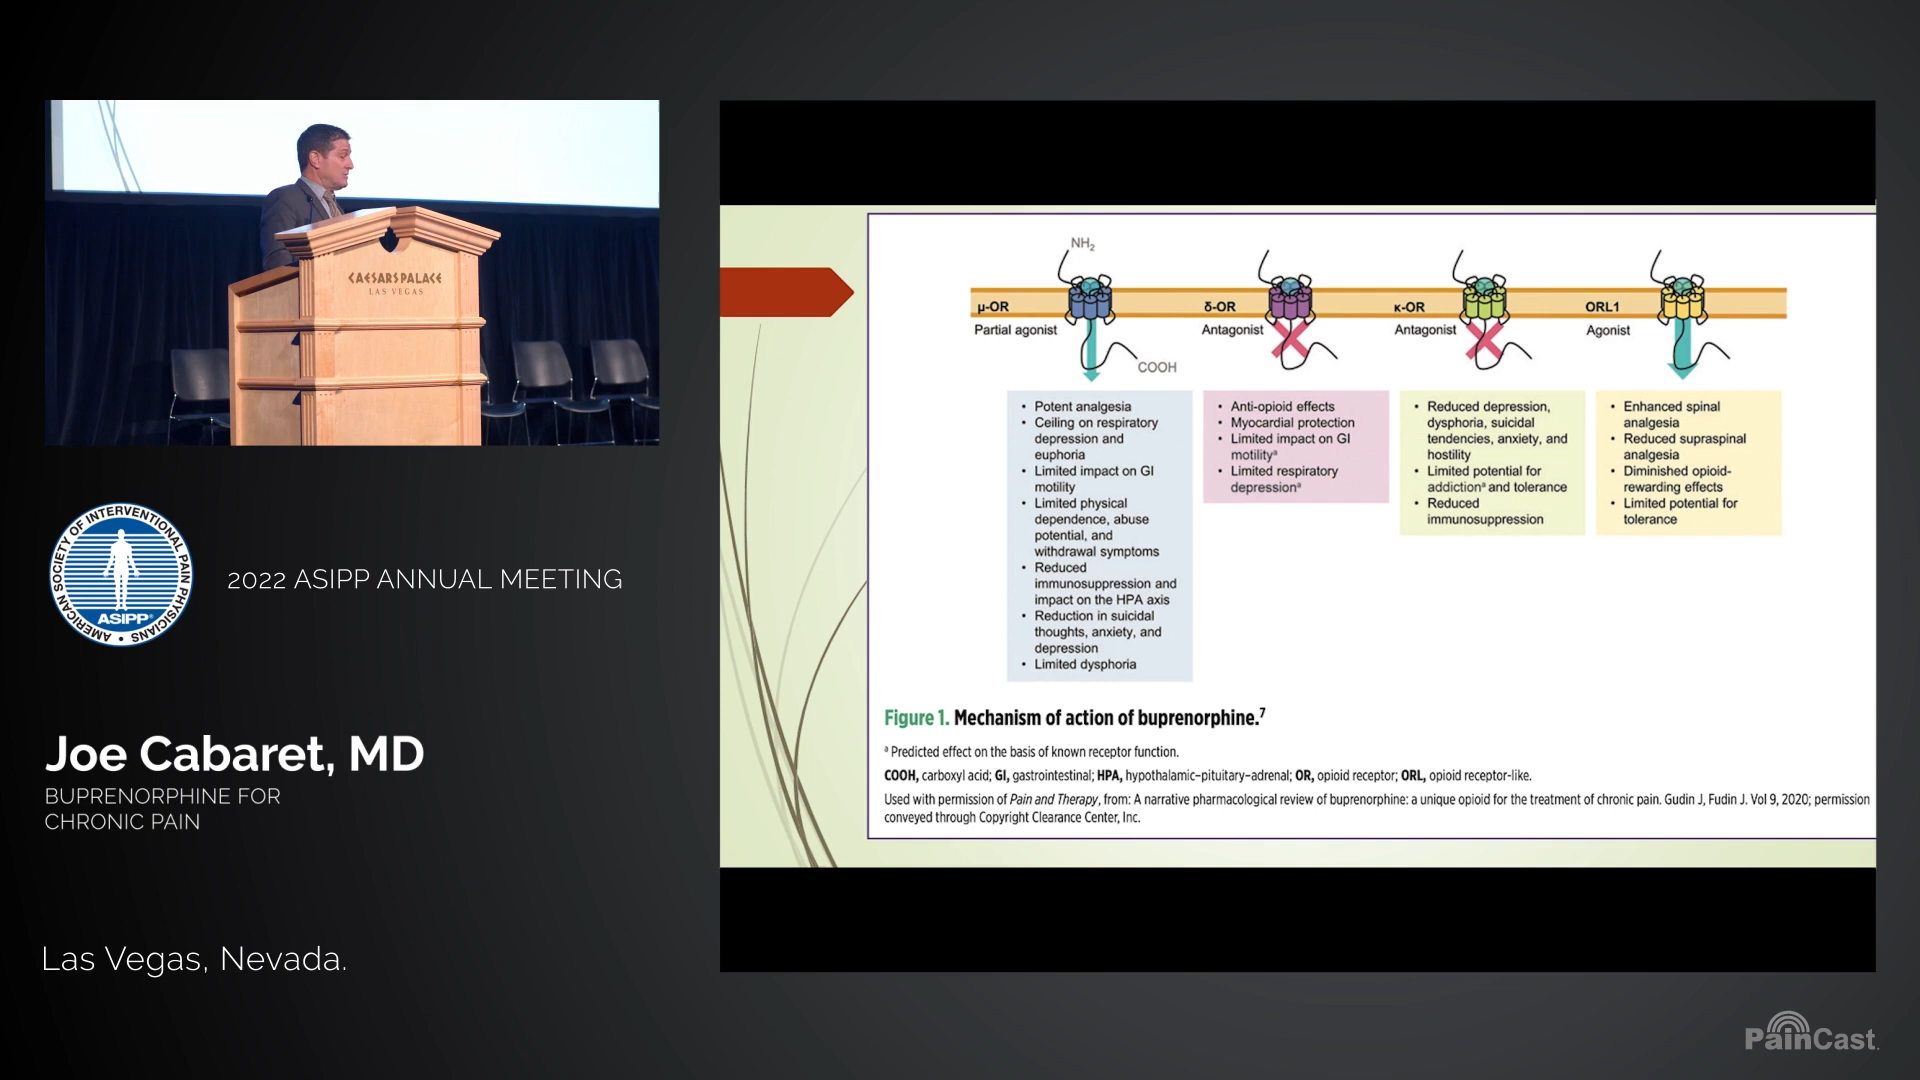 CAESARS PALACE
LAS VEGAS
AMERICAN SOCIETY OF INTERVENTIONAL PAIN PHYSICIANS
ASIPP®
2022 ASIPP ANNUAL MEETING
Joe Cabaret, MD
BUPRENORPHINE FOR
CHRONIC PAIN
Las Vegas, Nevada.
NH2
μ-OR
Partial agonist
COOH
δ-OR
Antagonist
κ-OR
Antagonist
ORL1
Agonist
• Potent analgesia
• Ceiling on respiratory
depression and
euphoria
• Limited impact on GI
motility
• Limited physical
dependence, abuse
potential, and
withdrawal symptoms
• Reduced
immunosuppression and
impact on the HPA axis
• Reduction in suicidal
thoughts, anxiety, and
depression
• Limited dysphoria
• Anti-opioid effects
• Myocardial protection
• Limited impact on GI
motilityᵃ
• Limited respiratory
depressionᵃ
• Reduced depression,
dysphoria, suicidal
tendencies, anxiety, and
hostility
• Limited potential for
addictionᵃ and tolerance
• Reduced
immunosuppression
• Enhanced spinal
analgesia
• Reduced supraspinal
analgesia
• Diminished opioid-
rewarding effects
• Limited potential for
tolerance
Figure 1. Mechanism of action of buprenorphine.⁷
ᵃ Predicted effect on the basis of known receptor function.
COOH, carboxyl acid; GI, gastrointestinal; HPA, hypothalamic–pituitary–adrenal; OR, opioid receptor; ORL, opioid receptor-like.
Used with permission of Pain and Therapy, from: A narrative pharmacological review of buprenorphine: a unique opioid for the treatment of chronic pain. Gudin J, Fudin J. Vol 9, 2020; permission
conveyed through Copyright Clearance Center, Inc.
PainCast.